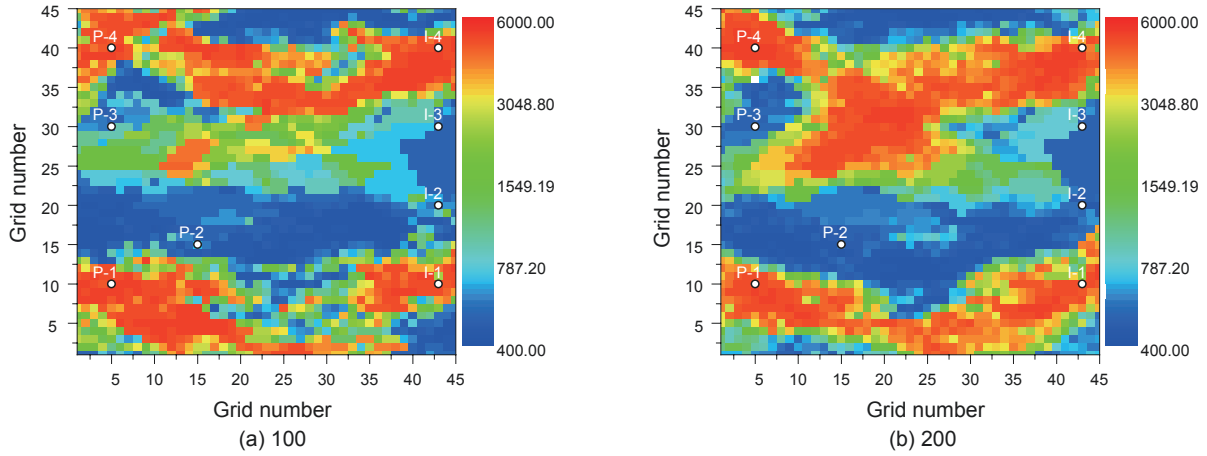 45
40
35
30
25
20
15
10
5
Grid number
P-4
I-4
P-3
I-3
I-2
P-2
P-1
I-1
5 10 15 20 25 30 35 40 45
Grid number
(a) 100
6000.00
3048.80
1549.19
787.20
400.00
45
40
35
30
25
20
15
10
5
Grid number
P-4
I-4
P-3
I-3
I-2
P-2
P-1
I-1
5 10 15 20 25 30 35 40 45
Grid number
(b) 200
6000.00
3048.80
1549.19
787.20
400.00